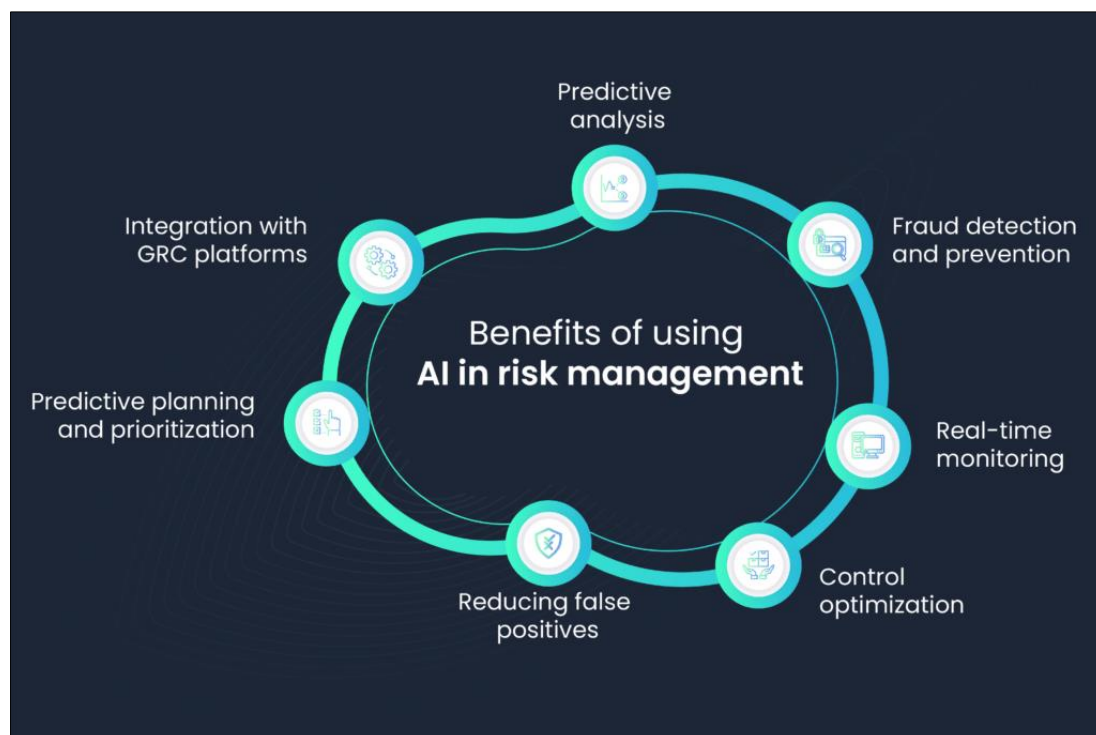 Predictive
analysis
Integration with
GRC platforms
Fraud detection
and prevention
Benefits of using
AI in risk management
Predictive planning
and prioritization
Real-time
monitoring
Control
optimization
Reducing false
positives